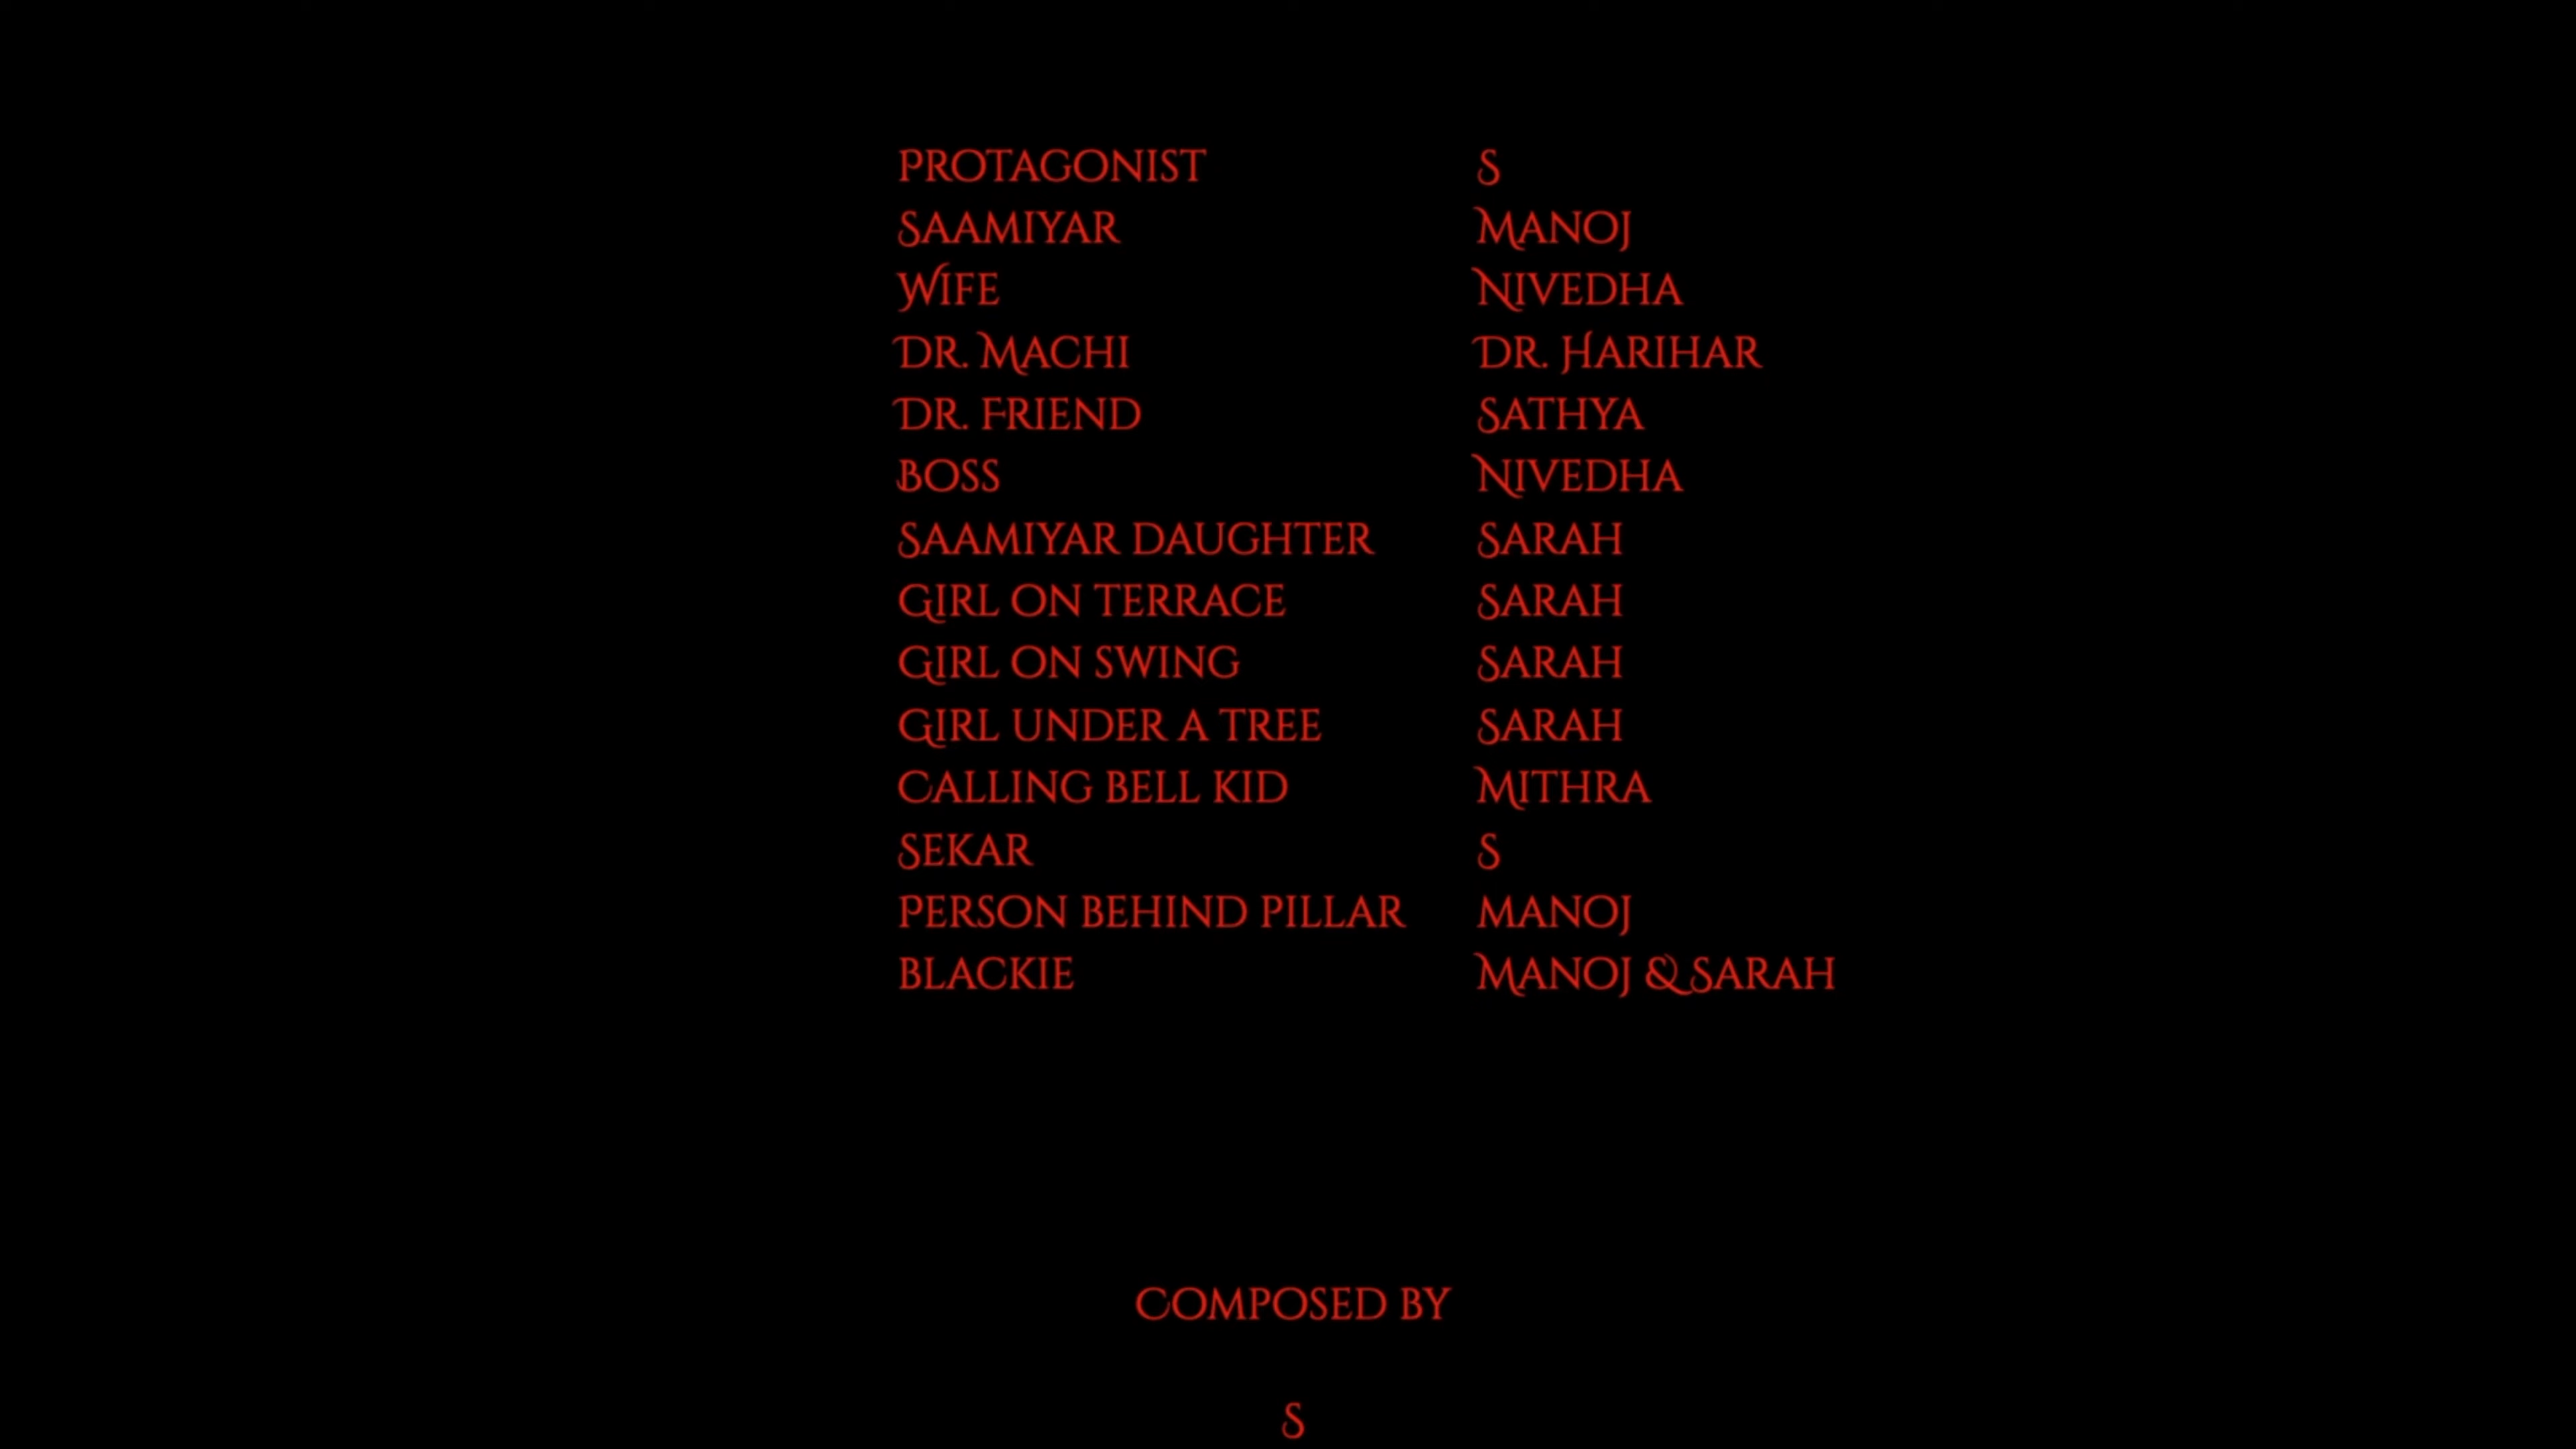 Protagonist S
Saamiyar Manoj
Wife Nivedha
Dr. Machi Dr. Harihar
Dr. Friend Sathya
Boss Nivedha
Saamiyar daughter Sarah
Girl on terrace Sarah
Girl on swing Sarah
Girl under a tree Sarah
Calling bell kid Mithra
Sekar S
Person behind pillar manoj
blackie Manoj & Sarah
Composed by
S